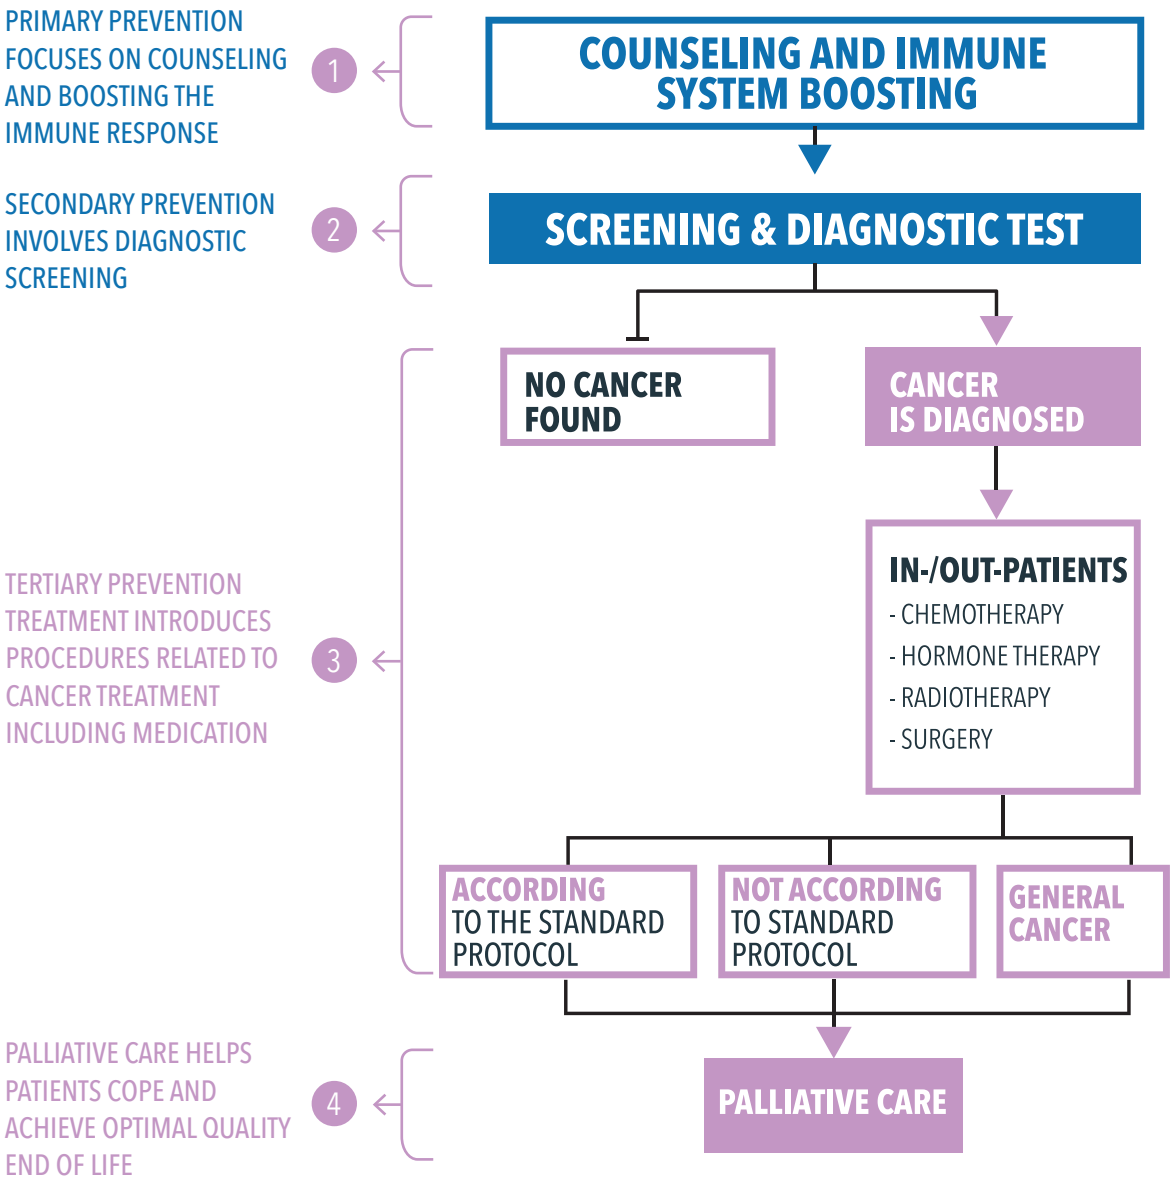 PRIMARY PREVENTION
FOCUSES ON COUNSELING
AND BOOSTING THE
IMMUNE RESPONSE
1
COUNSELING AND IMMUNE
SYSTEM BOOSTING
SECONDARY PREVENTION
INVOLVES DIAGNOSTIC
SCREENING
2
SCREENING & DIAGNOSTIC TEST
NO CANCER
FOUND
CANCER
IS DIAGNOSED
TERTIARY PREVENTION
TREATMENT INTRODUCES
PROCEDURES RELATED TO
CANCER TREATMENT
INCLUDING MEDICATION
3
IN-/OUT-PATIENTS
- CHEMOTHERAPY
- HORMONE THERAPY
- RADIOTHERAPY
- SURGERY
ACCORDING
TO THE STANDARD
PROTOCOL
NOT ACCORDING
TO STANDARD
PROTOCOL
GENERAL
CANCER
PALLIATIVE CARE HELPS
PATIENTS COPE AND
ACHIEVE OPTIMAL QUALITY
END OF LIFE
4
PALLIATIVE CARE